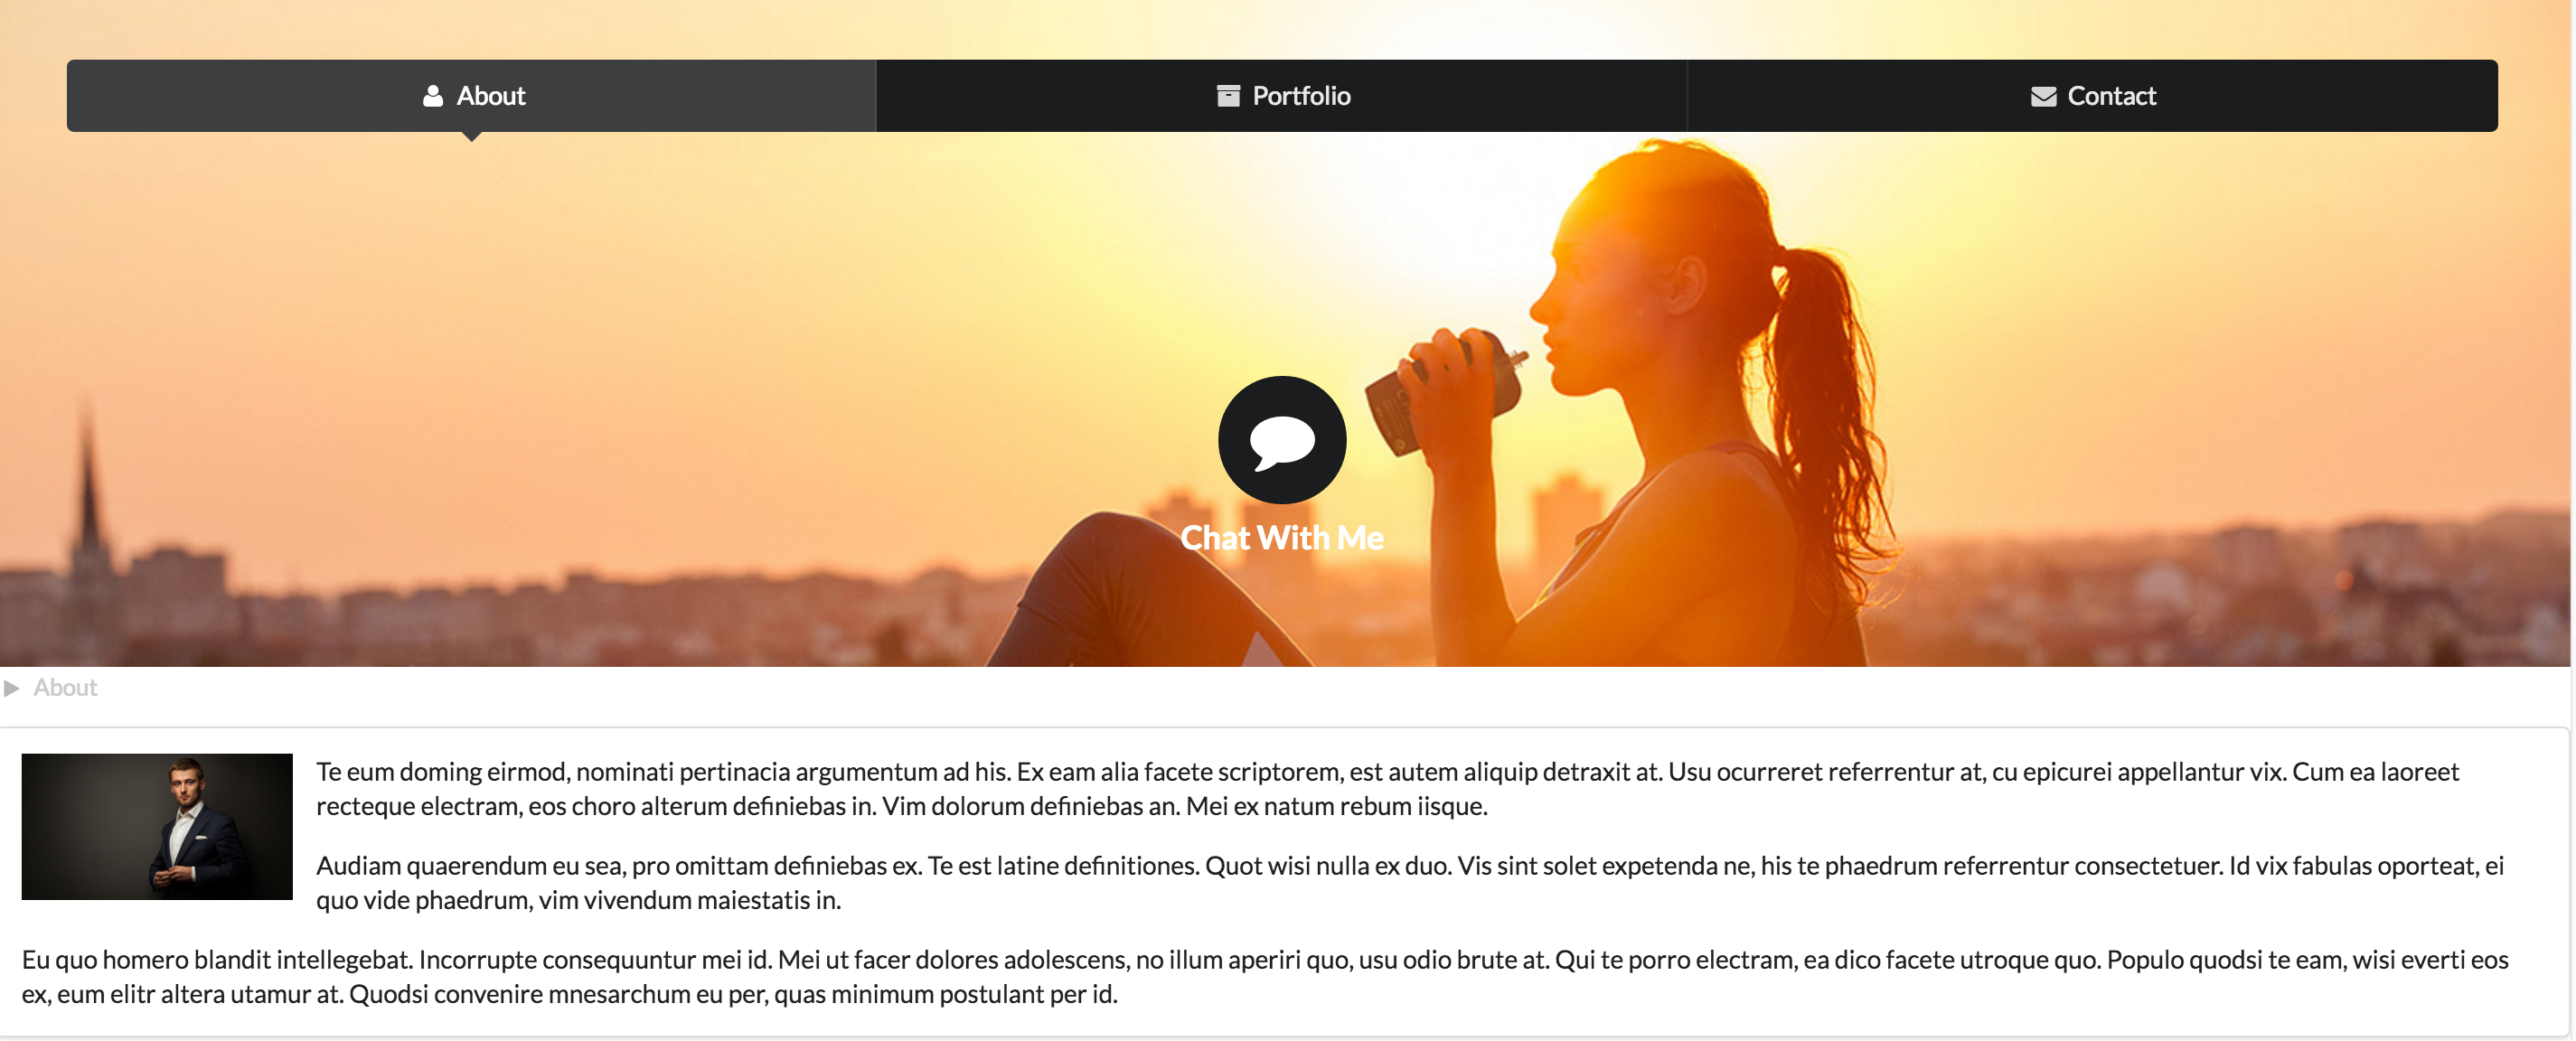 About
Portfolio
Contact
Chat With Me
About
Te eum doming eirmod, nominati pertinacia argumentum ad his. Ex eam alia facete scriptorem, est autem aliquip detraxit at. Usu ocurreret referrentur at, cu epicurei appellantur vix. Cum ea laoreet
recteque electram, eos choro alterum definiebas in. Vim dolorum definiebas an. Mei ex natum rebum iisque.
Audiam quaerendum eu sea, pro omittam definiebas ex. Te est latine definitiones. Quot wisi nulla ex duo. Vis sint solet expetenda ne, his te phaedrum referrentur consectetuer. Id vix fabulas oporteat, ei
quo vide phaedrum, vim vivendum maiestatis in.
Eu quo homero blandit intellegebat. Incorrupte consequuntur mei id. Mei ut facer dolores adolescens, no illum aperiri quo, usu odio brute at. Qui te porro electram, ea dico facete utroque quo. Populo quodsi te eam, wisi everti eos
ex, eum elitr altera utamur at. Quodsi convenire mnesarchum eu per, quas minimum postulant per id.